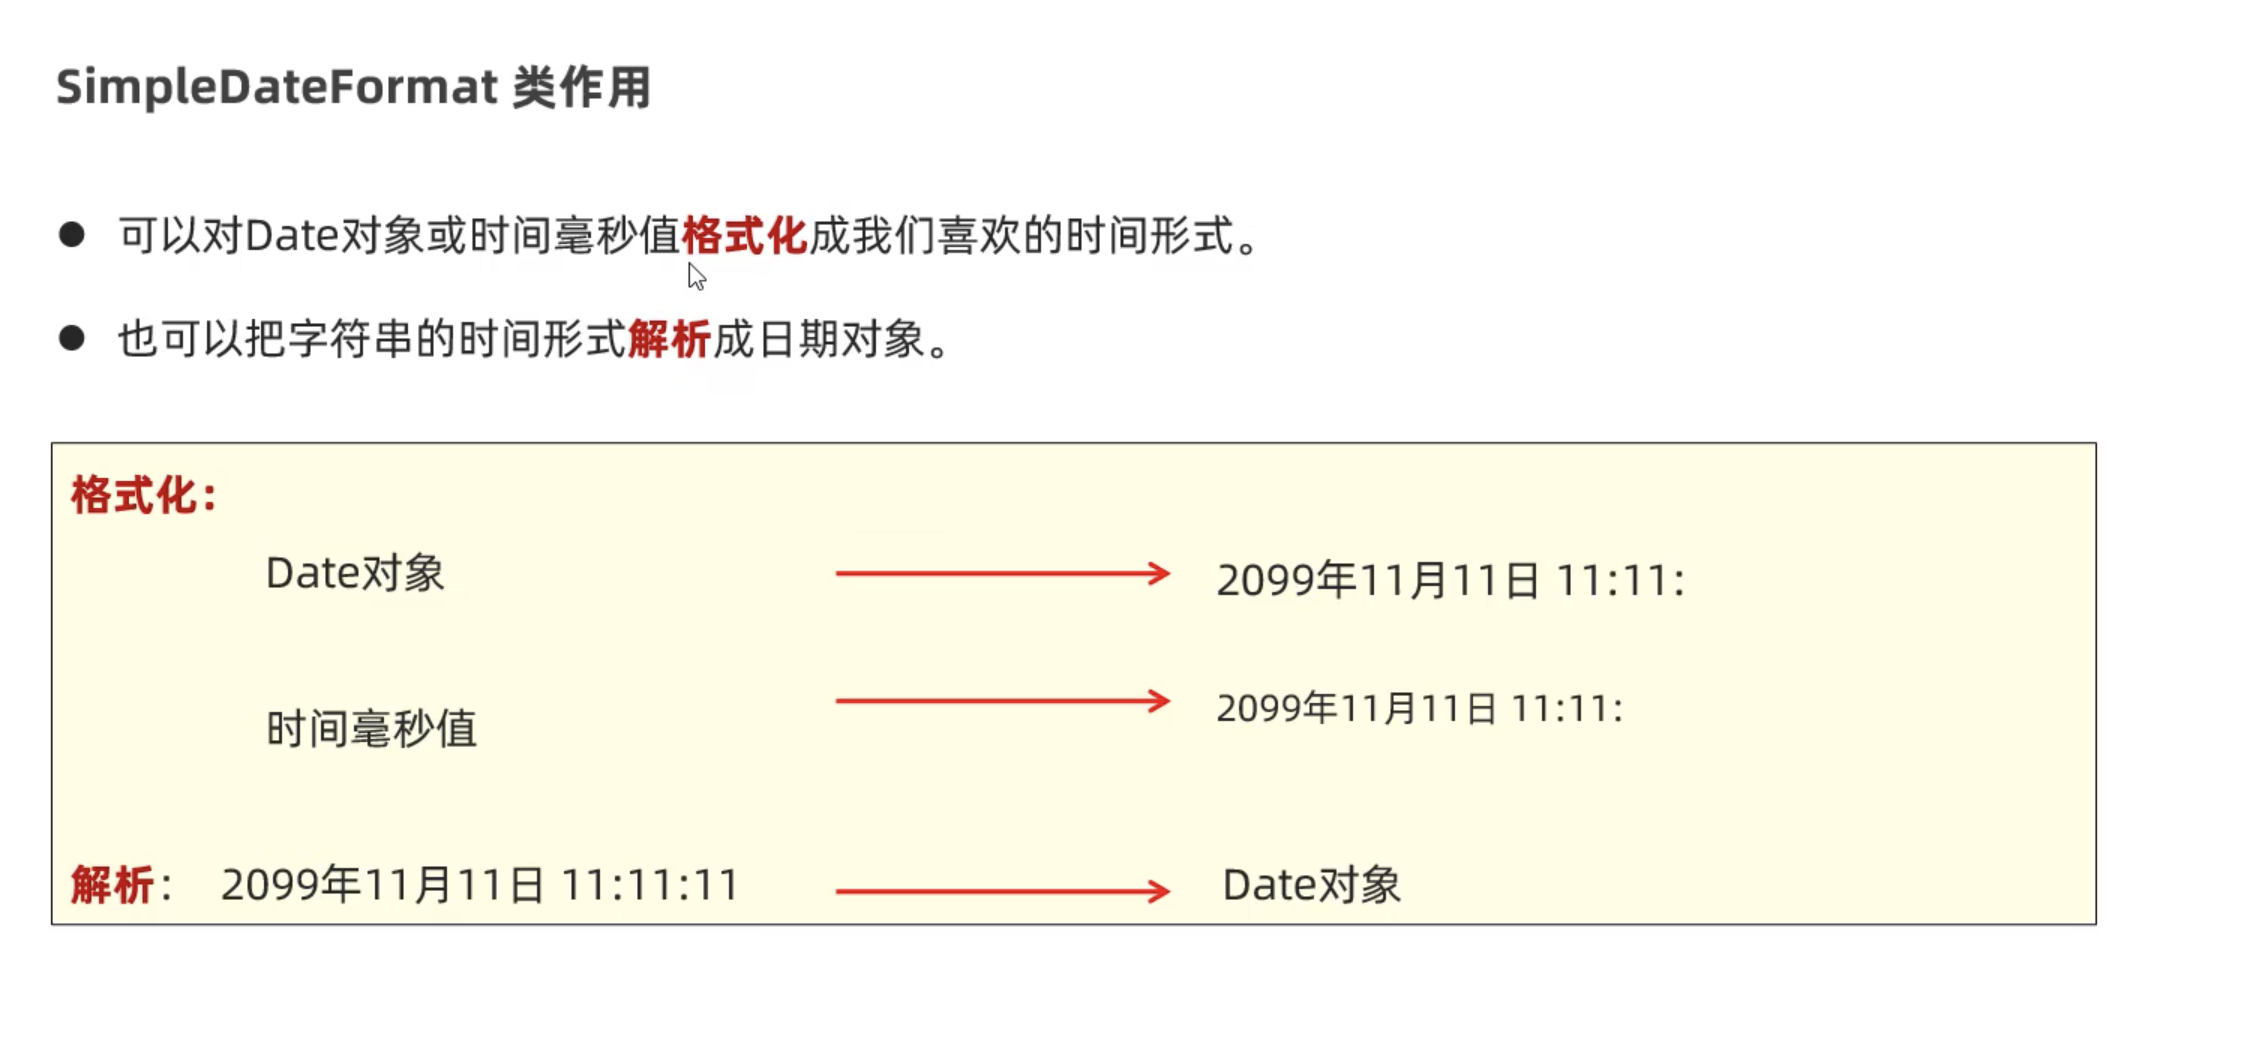 SimpleDateFormat 类作用
● 可以对Date对象或时间毫秒值格式化成我们喜欢的时间形式。
● 也可以把字符串的时间形式解析成日期对象。
格式化：
Date对象 2099年11月11日 11:11:
时间毫秒值 2099年11月11日 11:11:
解析： 2099年11月11日 11:11:11 Date对象